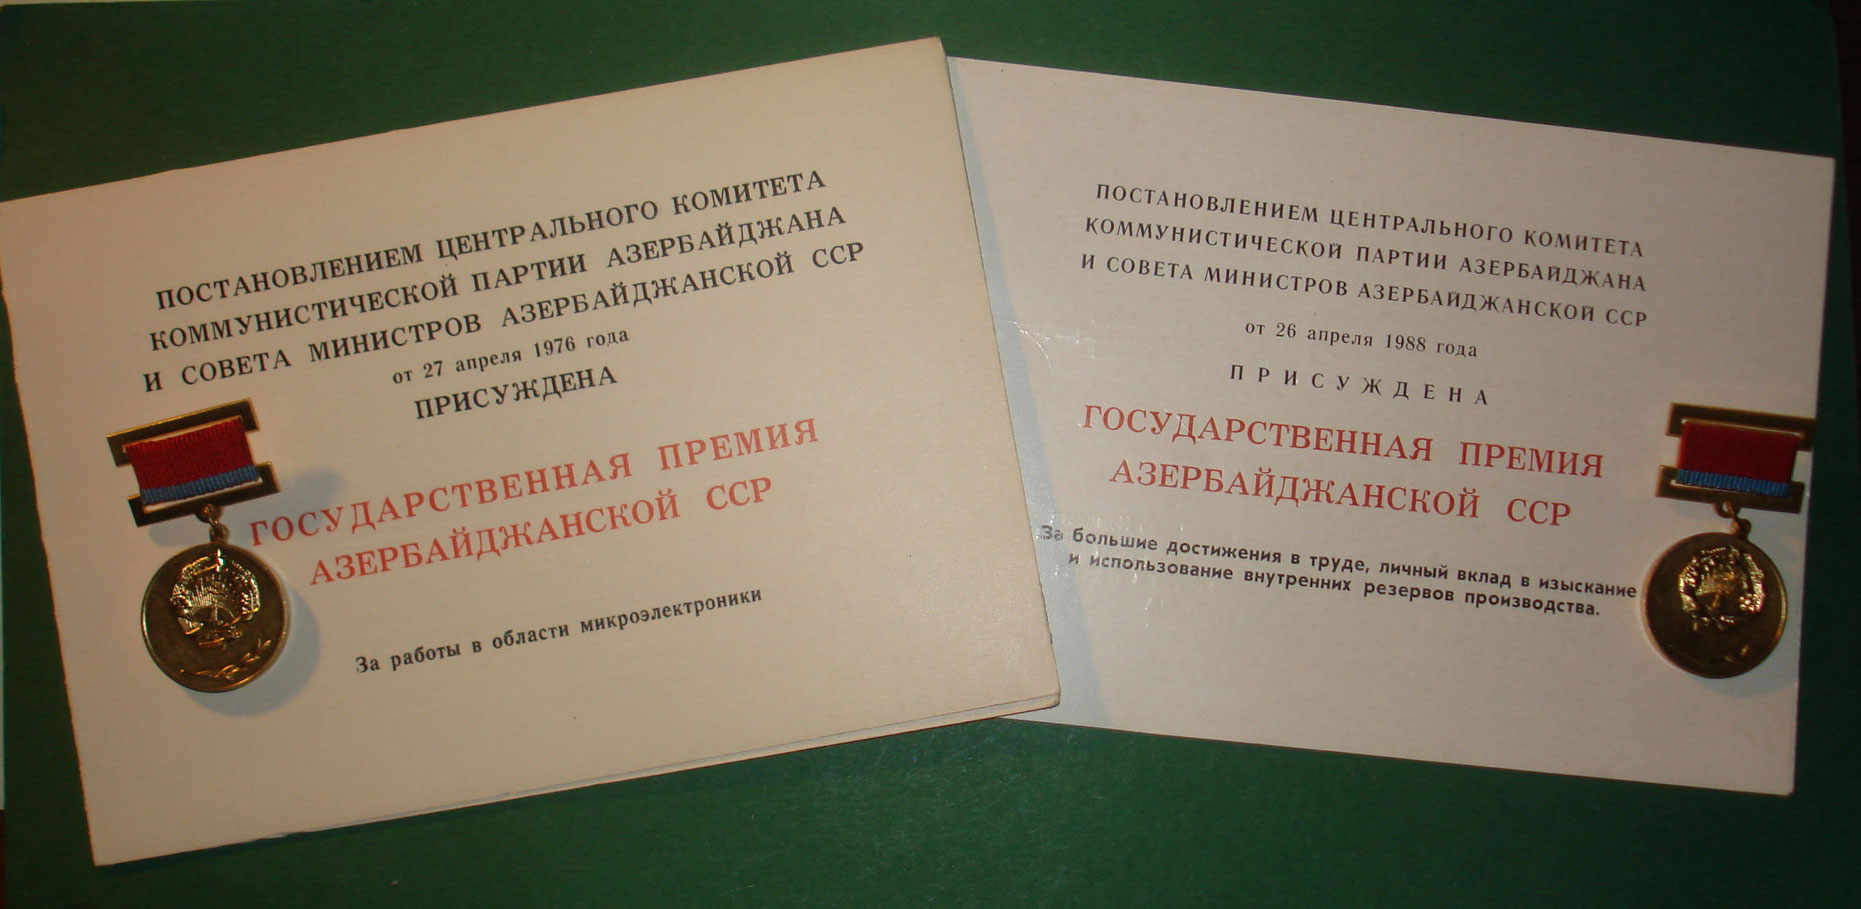 ПОСТАНОВЛЕНИЕМ ЦЕНТРАЛЬНОГО КОМИТЕТА
КОММУНИСТИЧЕСКОЙ ПАРТИИ АЗЕРБАЙДЖАНА
И СОВЕТА МИНИСТРОВ АЗЕРБАЙДЖАНСКОЙ ССР
от 27 апреля 1976 года
ПРИСУЖДЕНА
ГОСУДАРСТВЕННАЯ ПРЕМИЯ
АЗЕРБАЙДЖАНСКОЙ ССР
За работы в области микроэлектроники
ПОСТАНОВЛЕНИЕМ ЦЕНТРАЛЬНОГО КОМИТЕТА
КОММУНИСТИЧЕСКОЙ ПАРТИИ АЗЕРБАЙДЖАНА
И СОВЕТА МИНИСТРОВ АЗЕРБАЙДЖАНСКОЙ ССР
от 26 апреля 1988 года
ПРИСУЖДЕНА
ГОСУДАРСТВЕННАЯ ПРЕМИЯ
АЗЕРБАЙДЖАНСКОЙ ССР
За большие достижения в труде, личный вклад в изыскание
и использование внутренних резервов производства.